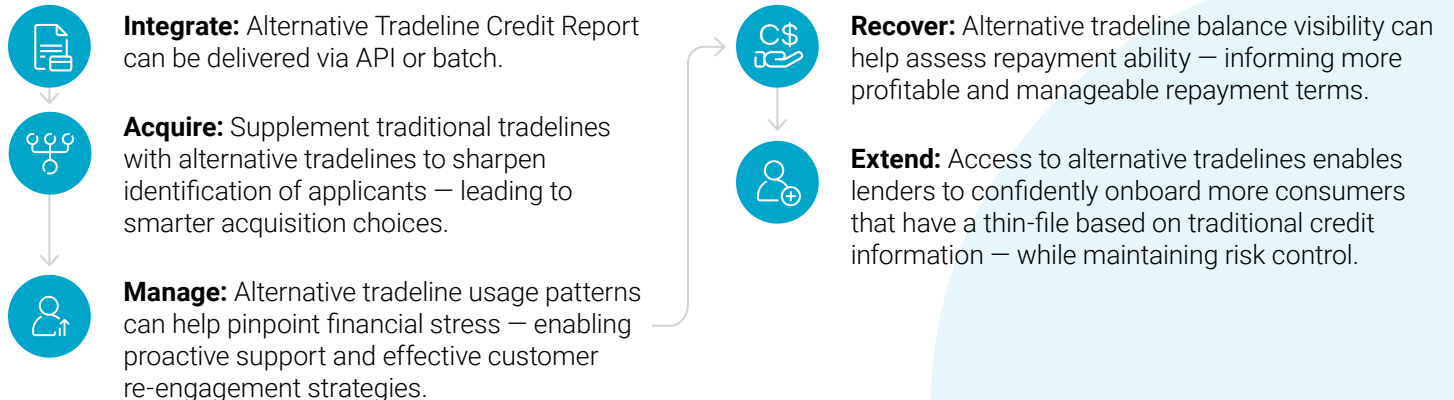 Integrate: Alternative Tradeline Credit Report
can be delivered via API or batch.
Acquire: Supplement traditional tradelines
with alternative tradelines to sharpen
identification of applicants — leading to
smarter acquisition choices.
Manage: Alternative tradeline usage patterns
can help pinpoint financial stress — enabling
proactive support and effective customer
re-engagement strategies.
C$
Recover: Alternative tradeline balance visibility can
help assess repayment ability — informing more
profitable and manageable repayment terms.
Extend: Access to alternative tradelines enables
lenders to confidently onboard more consumers
that have a thin-file based on traditional credit
information — while maintaining risk control.